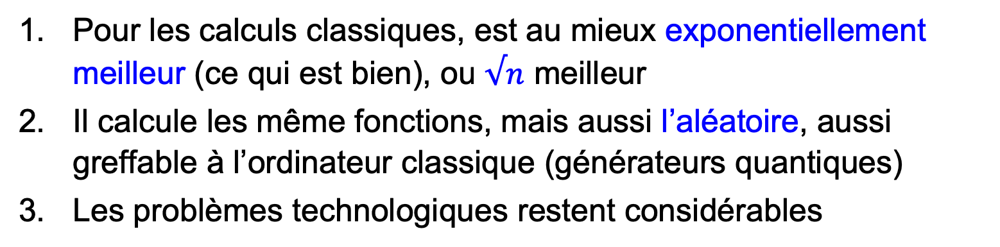 1. Pour les calculs classiques, est au mieux exponentiellement
meilleur (ce qui est bien), ou √n meilleur
2. Il calcule les même fonctions, mais aussi l’aléatoire, aussi
greffable à l’ordinateur classique (générateurs quantiques)
3. Les problèmes technologiques restent considérables